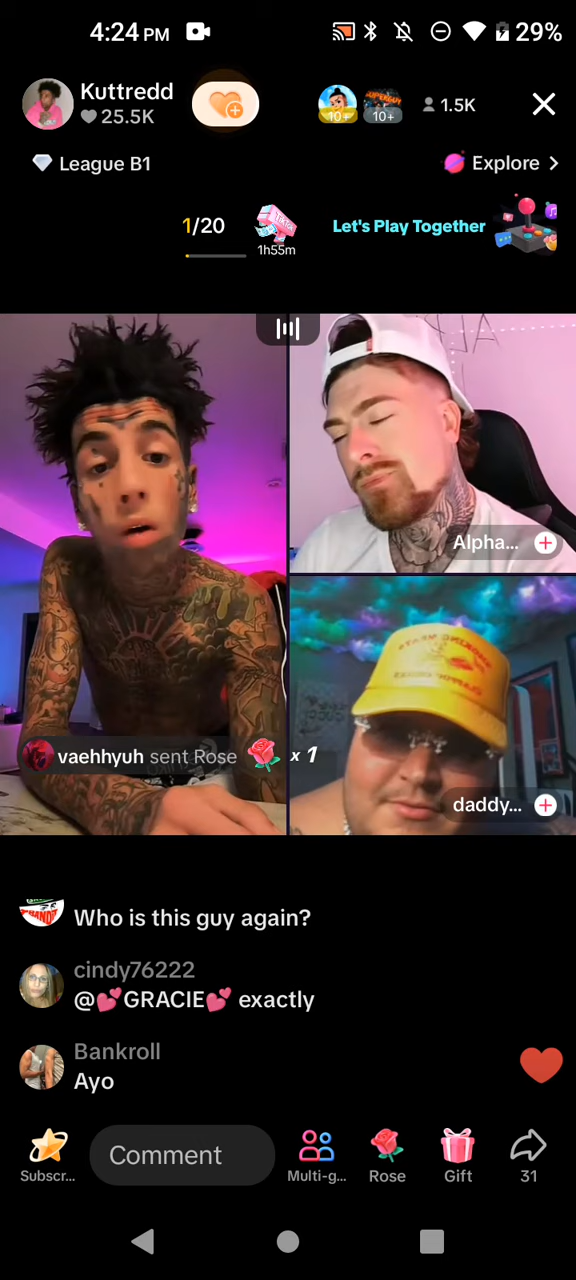 4:24 PM
29%
Kuttredd
25.5K
10+
10+
1.5K
League B1
Explore >
1/20
1h55m
Let's Play Together
Alpha...
vaehhyuh sent Rose x 1
daddy...
Who is this guy again?
cindy76222
@💕GRACIE💕 exactly
Bankroll
Ayo
Subscr...
Comment
Multi-g...
Rose
Gift
31